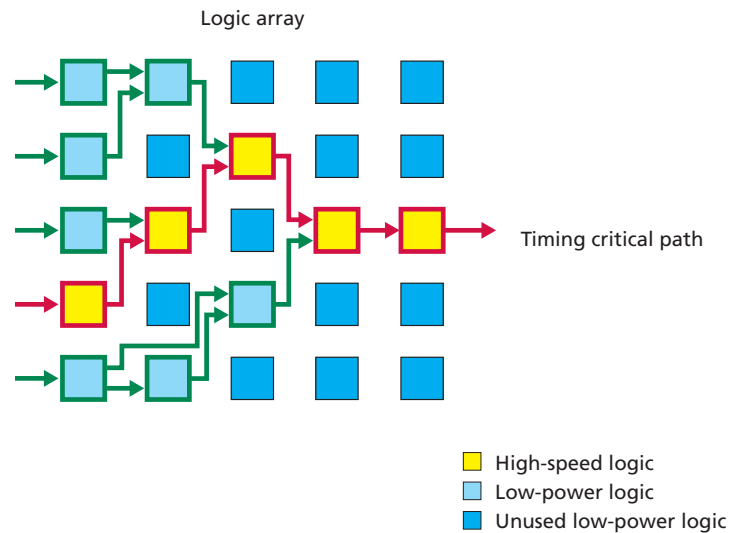 Logic array
Timing critical path
High-speed logic
Low-power logic
Unused low-power logic